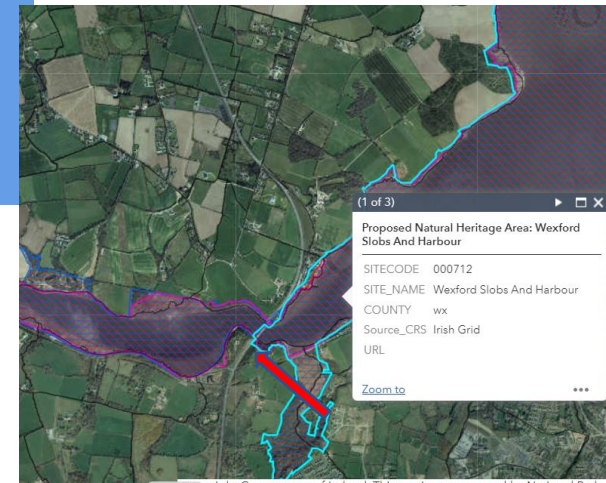 (1 of 3)
Proposed Natural Heritage Area: Wexford
Slobs And Harbour
SITECODE 000712
SITE_NAME Wexford Slobs And Harbour
COUNTY wx
Source_CRS Irish Grid
URL
Zoom to